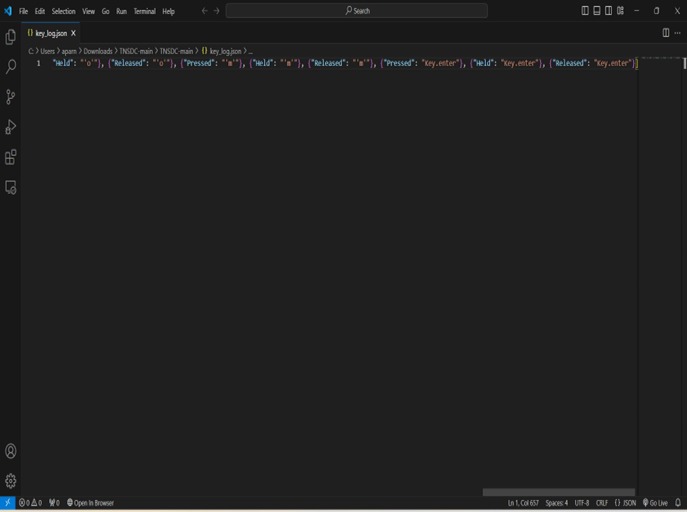 File Edit Selection View Go Run Terminal Help Search
{} key_log.json X
C: > Users > aparn > Downloads > TNSDC-main > TNSDC-main > {} key_log.json > ...
1 "Held": "'o'"}, {"Released": "'o'"}, {"Pressed": "'m'"}, {"Held": "'m'"}, {"Released": "'m'"}, {"Pressed": "Key.enter"}, {"Held": "Key.enter"}, {"Released": "Key.enter"}]
0 0 0 Open In Browser Ln 1, Col 657 Spaces: 4 UTF-8 CRLF {} JSON Go Live